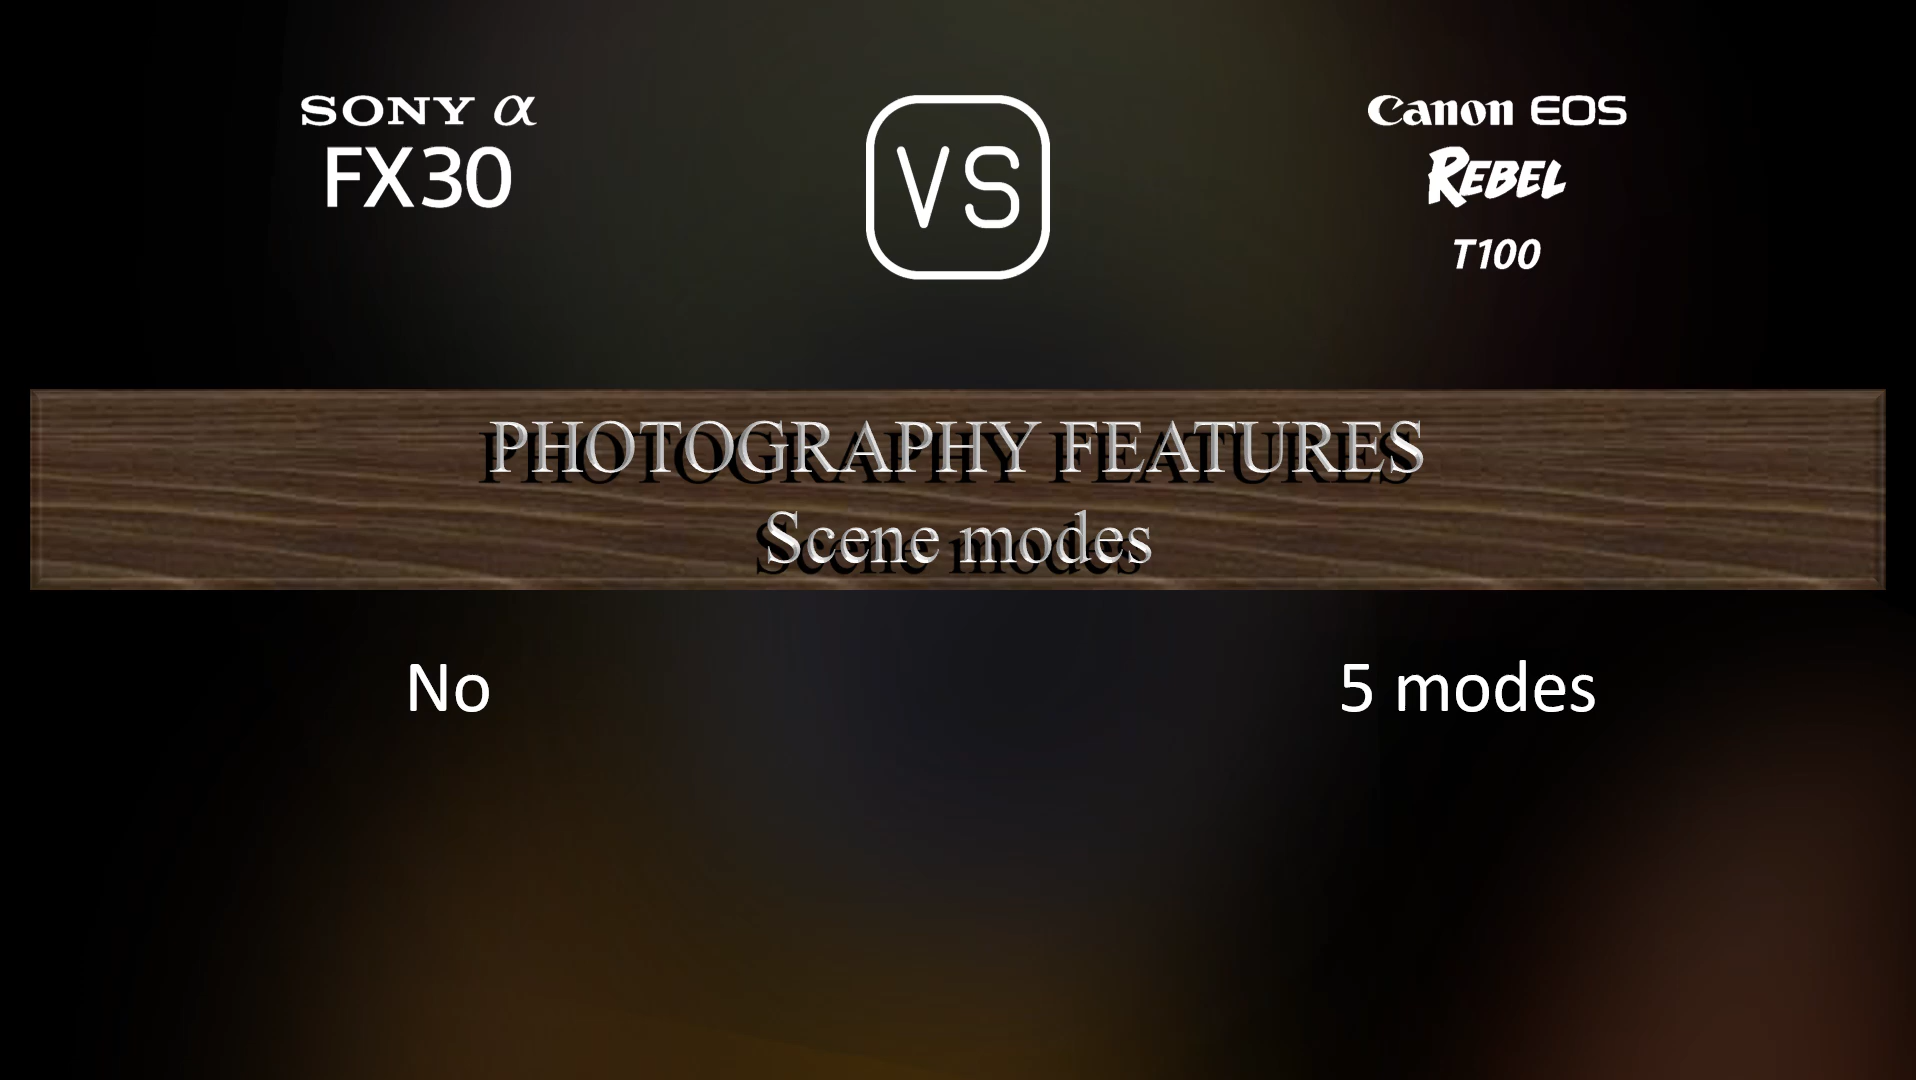 SONY α
FX30
VS
Canon EOS
REBEL
T100
PHOTOGRAPHY FEATURES
Scene modes
No
5 modes